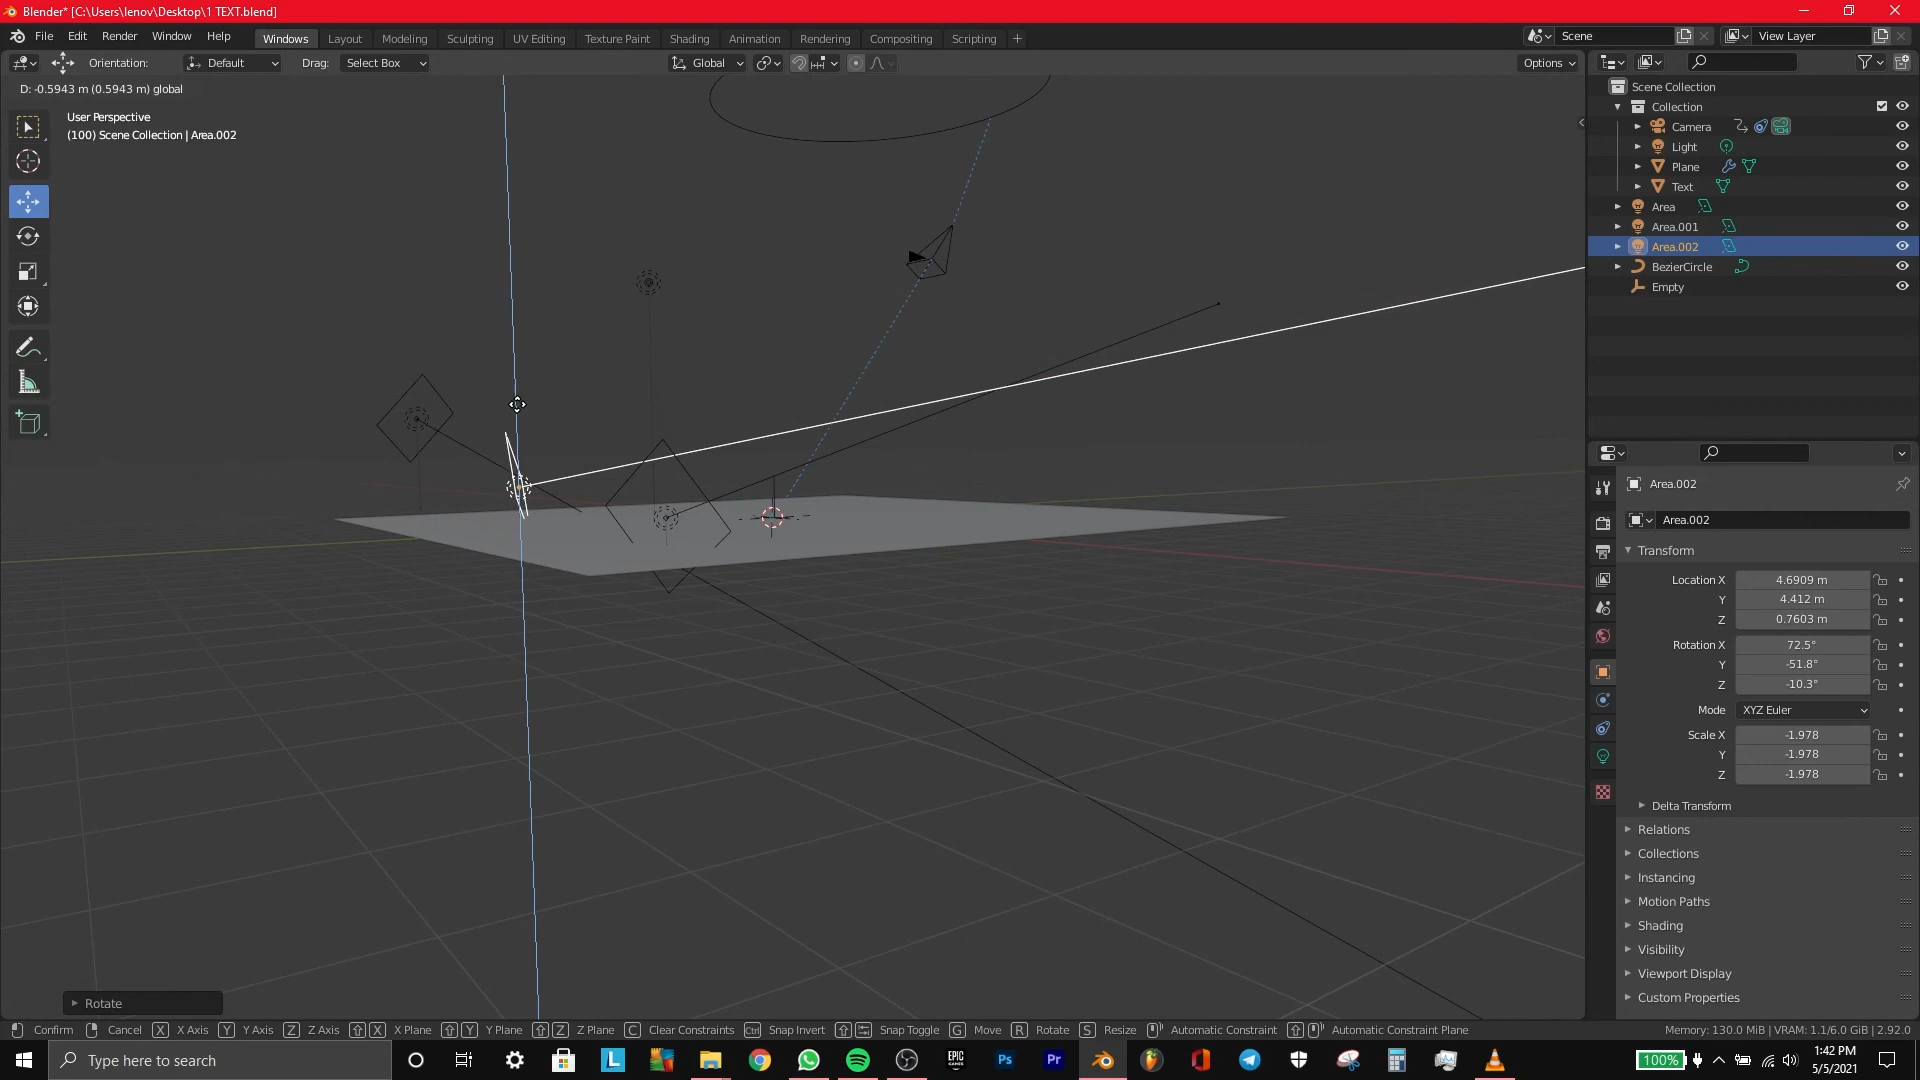 Blender* [C:\Users\lenov\Desktop\1 TEXT.blend]
File Edit Render Window Help Windows Layout Modeling Sculpting UV Editing Texture Paint Shading Animation Rendering Compositing Scripting + Scene View Layer
Orientation: Default Drag: Select Box Global Options
D: -0.5943 m (0.5943 m) global
User Perspective
(100) Scene Collection | Area.002
Scene Collection
Collection
Camera
Light
Plane
Text
Area
Area.001
Area.002
BezierCircle
Empty
Area.002
Area.002
Transform
Location X 4.6909 m
Y 4.412 m
Z 0.7603 m
Rotation X 72.5°
Y -51.8°
Z -10.3°
Mode XYZ Euler
Scale X -1.978
Y -1.978
Z -1.978
Delta Transform
Relations
Collections
Instancing
Motion Paths
Shading
Visibility
Viewport Display
Custom Properties
Rotate
Confirm Cancel X X Axis Y Y Axis Z Z Axis X X Plane Y Y Plane Z Z Plane C Clear Constraints Ctrl Snap Invert Snap Toggle G Move R Rotate S Resize Automatic Constraint Automatic Constraint Plane Memory: 130.0 MiB | VRAM: 1.1/6.0 GiB | 2.92.0
Type here to search L EPIC GAMES Ps Pr 100% 1:42 PM
5/5/2021